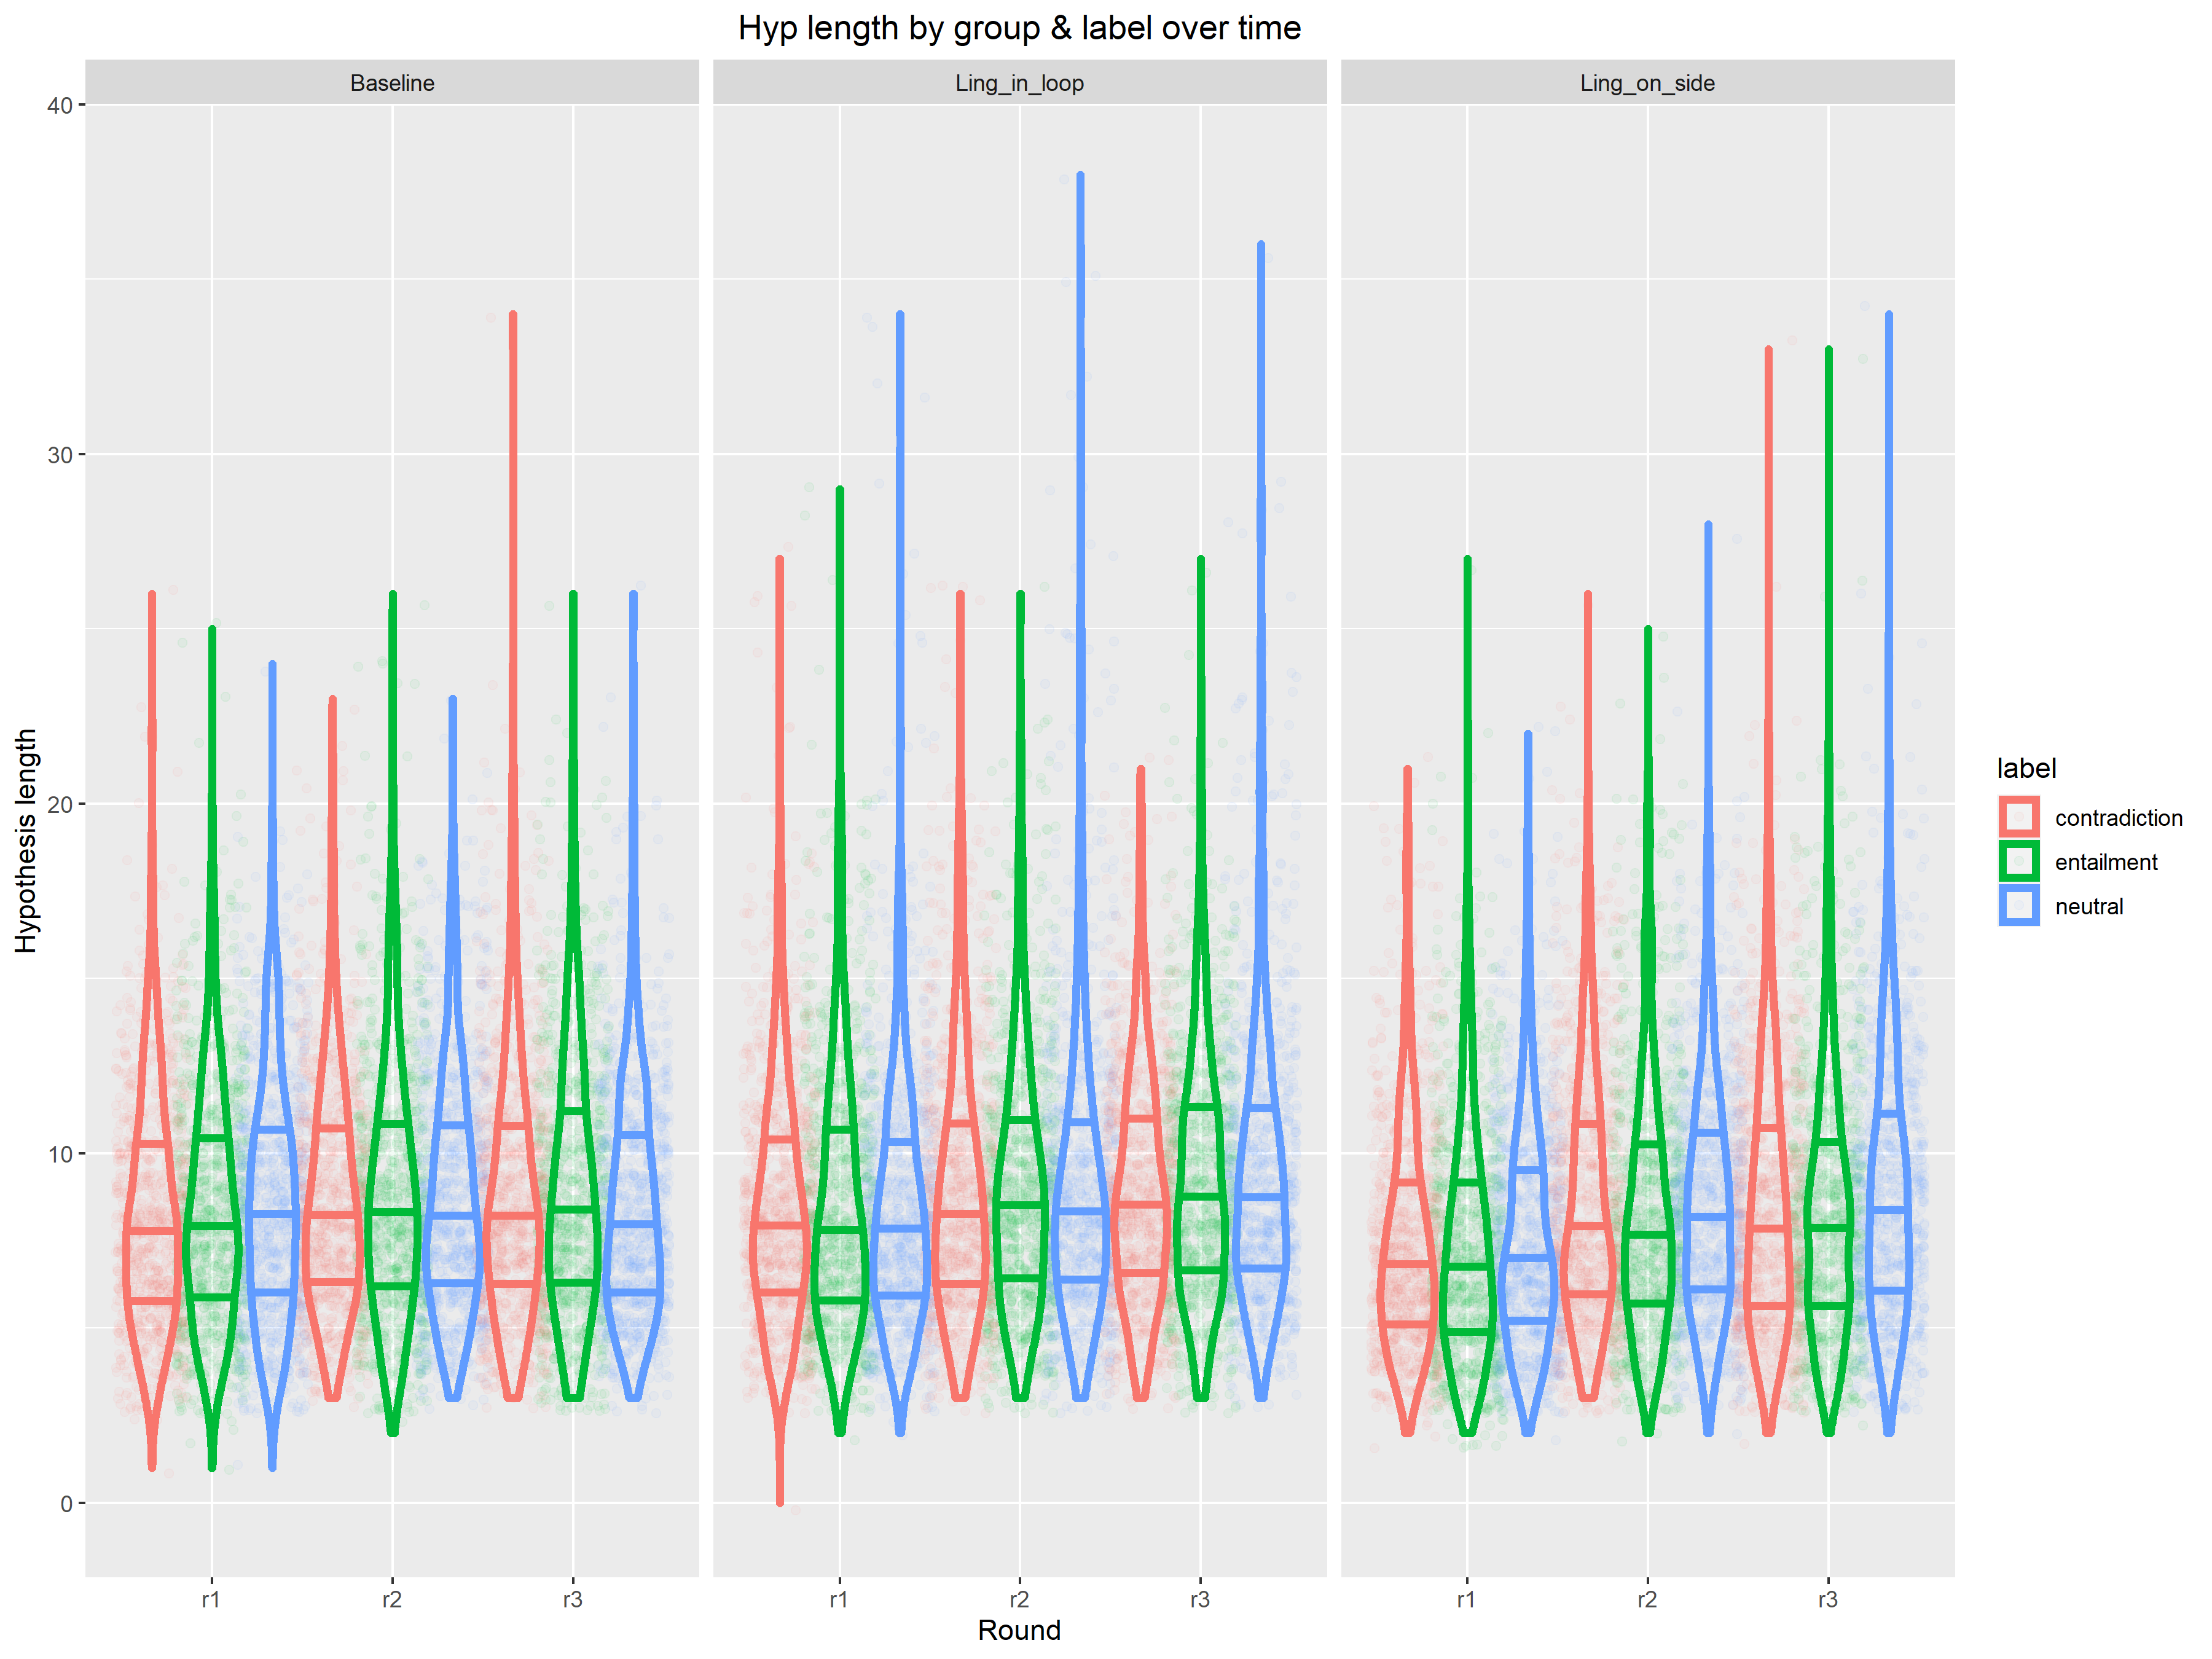 Hyp length by group & label over time
Baseline
Ling_in_loop
Ling_on_side
Hypothesis length
40
30
20
10
0
r1 r2 r3
r1 r2 r3
r1 r2 r3
Round
label
contradiction
entailment
neutral